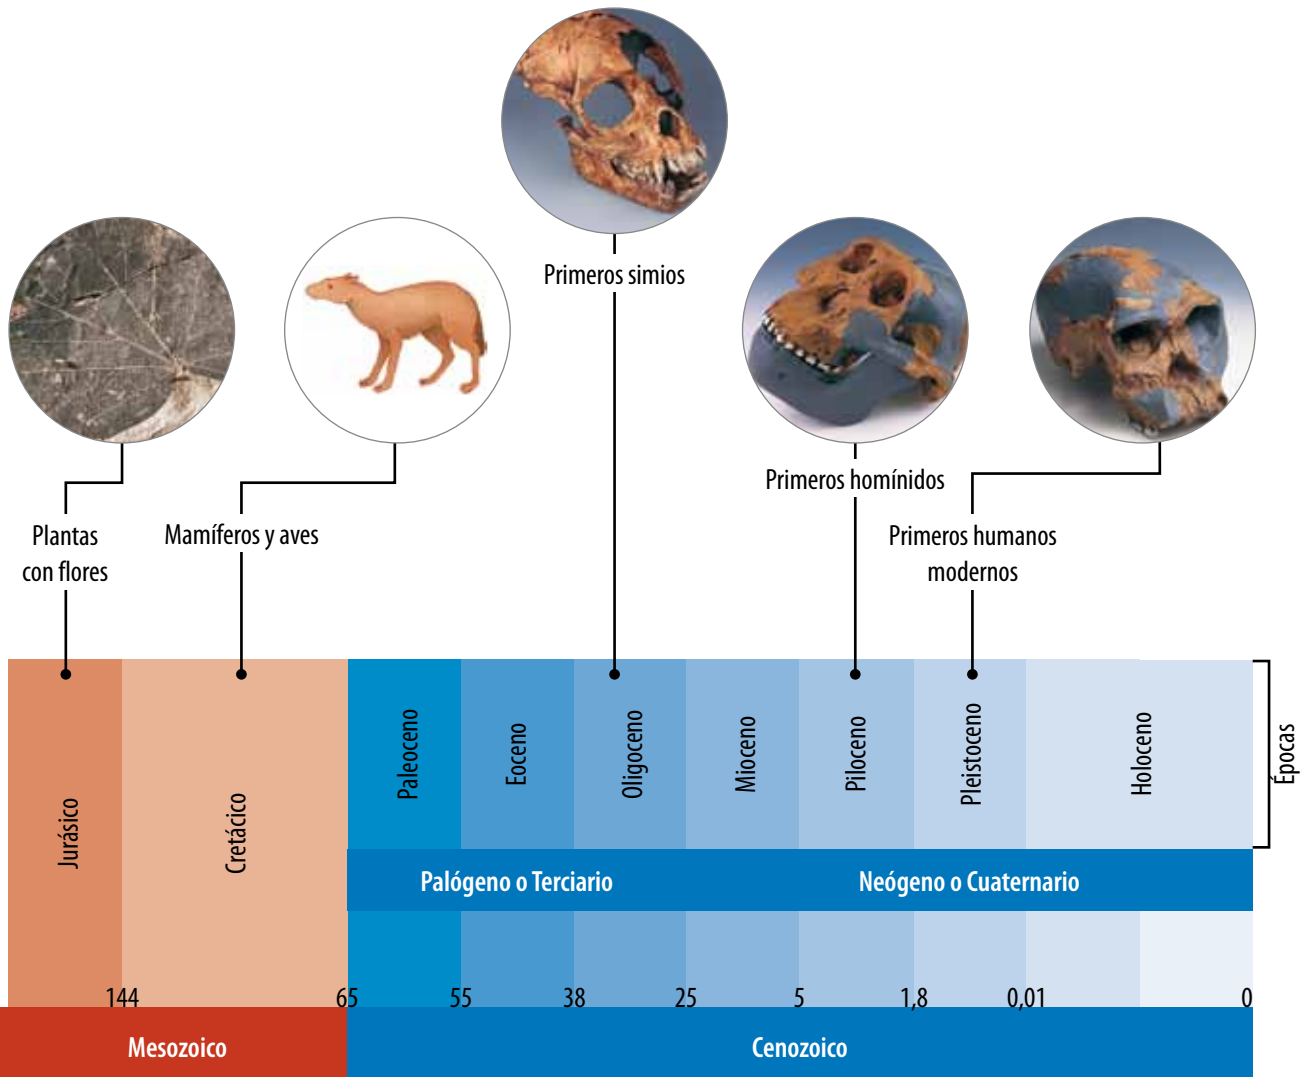 Primeros simios
Primeros homínidos
Plantas
con flores
Mamíferos y aves
Primeros humanos
modernos
Jurásico
Cretácico
Paleoceno
Eoceno
Oligoceno
Mioceno
Piloceno
Pleistoceno
Holoceno
Épocas
Palógeno o Terciario
Neógeno o Cuaternario
144
65
55
38
25
5
1,8
0,01
0
Mesozoico
Cenozoico